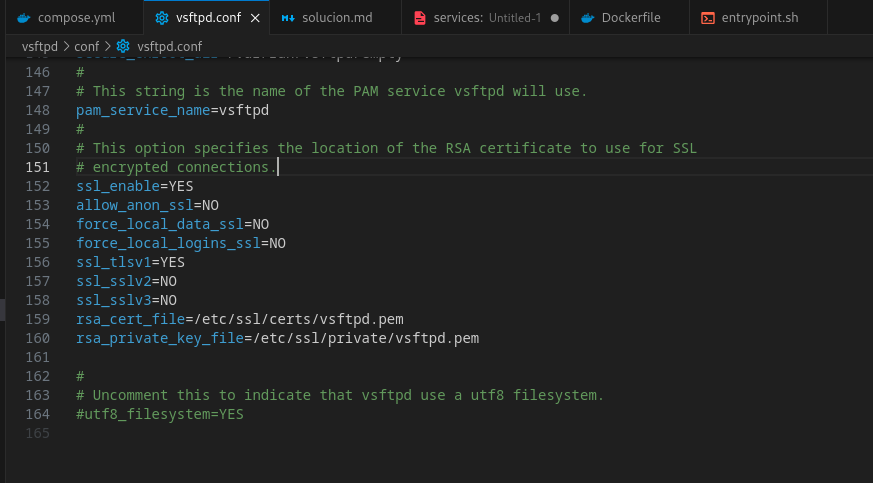 compose.yml
vsftpd.conf
solucion.md
services: Untitled-1
Dockerfile
entrypoint.sh
vsftpd > conf > vsftpd.conf
146 #
147 # This string is the name of the PAM service vsftpd will use.
148 pam_service_name=vsftpd
149 #
150 # This option specifies the location of the RSA certificate to use for SSL
151 # encrypted connections.
152 ssl_enable=YES
153 allow_anon_ssl=NO
154 force_local_data_ssl=NO
155 force_local_logins_ssl=NO
156 ssl_tlsv1=YES
157 ssl_sslv2=NO
158 ssl_sslv3=NO
159 rsa_cert_file=/etc/ssl/certs/vsftpd.pem
160 rsa_private_key_file=/etc/ssl/private/vsftpd.pem
161
162 #
163 # Uncomment this to indicate that vsftpd use a utf8 filesystem.
164 #utf8_filesystem=YES
165